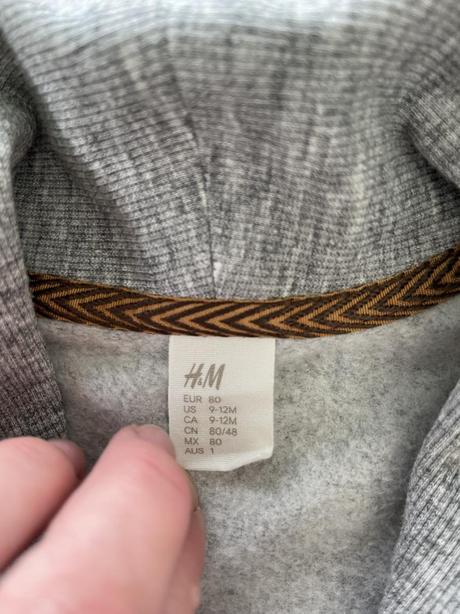 H&M
EUR 80
US 9-12M
CA 9-12M
CN 80/48
MX 80
AUS 1